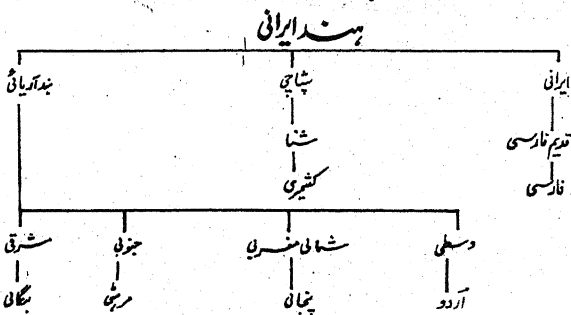 ہند ایرانی
ایرانی پشاچی ہند آریائی
قدیم فارسی شنا
فارسی کشمیری
وسطی شمالی مغربی جنوبی مشرقی
اُردو پنجابی مرہٹی بنگالی